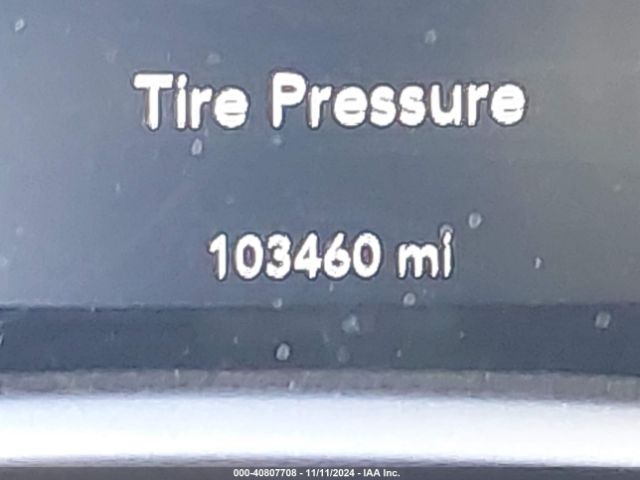 Tire Pressure
103460 mi
000-40807708 - 11/11/2024 - IAA Inc.